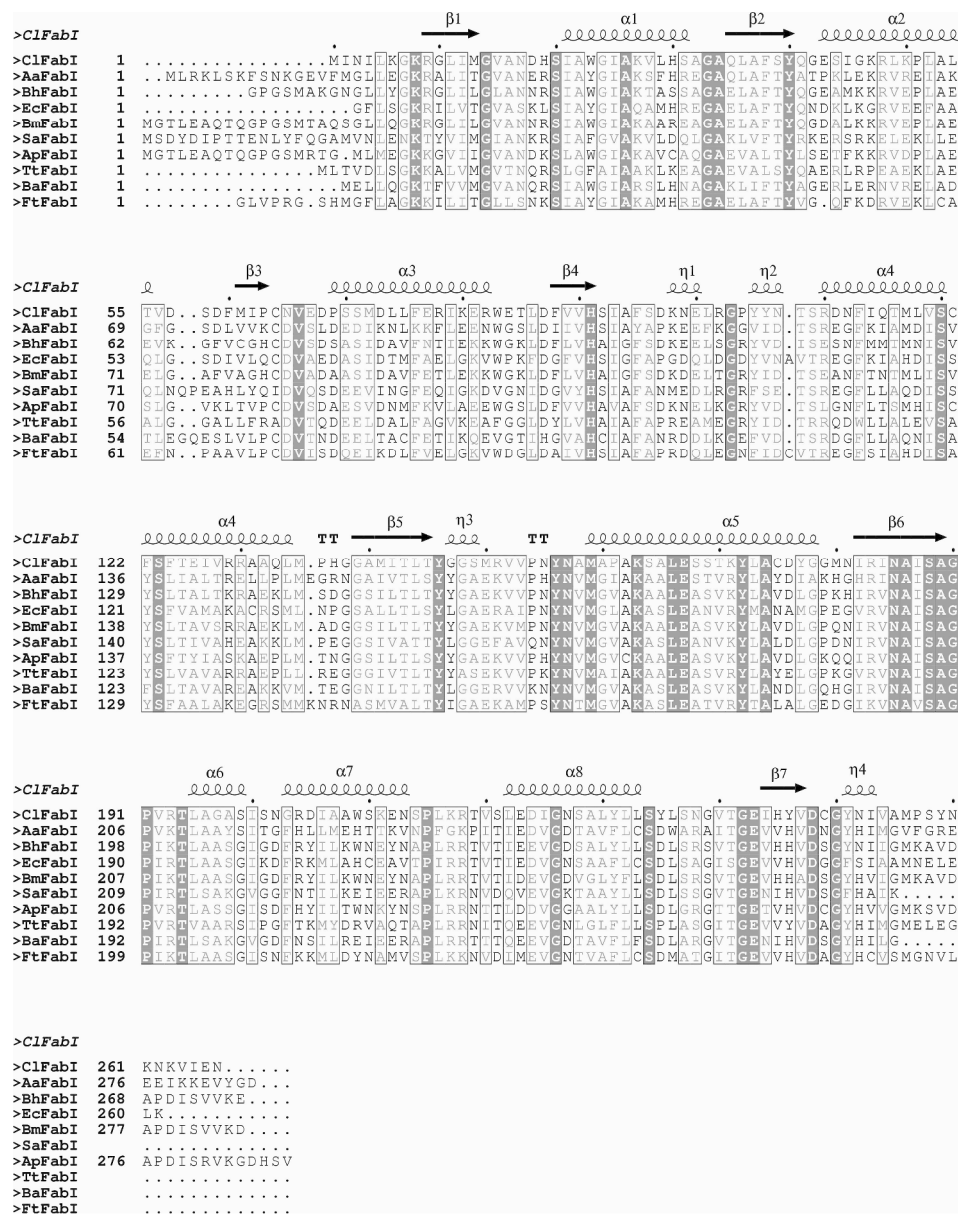 >ClFabI β1 α1 β2 α2
>ClFabI 1 ................MINILKGKRGLIMGVANDHSIAWGIAKVLHSAGAQLAFSYQGESIGKRLKPLAL
>AaFabI 1 ..MLRKLSKFSNKGEVFMGLLEGKRALITGVANERSIAYGIAKSFHREGAQLAFTYATPKLEKRVREIAK
>BhFabI 1 .........GPGSMAKGNGLLYGKRGLILGLANNRSIAWGIAKTASSAGAELAFTYQGEAMKKRVEPLAE
>EcFabI 1 ..................GFLSGKRILVTGVASKLSIAYGIAQAMHREGAELAFTYQNDKLKGRVEEFAA
>BmFabI 1 MGTLEAQTQGPGSMTAQSGLLQGKRGLILGVANNRSIAWGIAKAAREAGAELAFTYQGDALKKRVEPLAE
>SaFabI 1 MSDYDIPTTENLYFQGAMVNLENKTYVIMGIANKRSIAFGVAKVLDQLGAKLVFTYRKERSRKELEKLLE
>ApFabI 1 MGTLEAQTQGPGSMRTG.MLMEGKKGVIIGVANDKSLAWGIAKAVCAQGAEVALTYLSETFKKRVDPLAE
>TtFabI 1 ...............MLTVDLSGKKALVMGVTNQRSLGFAIAAKLKEAGAEVALSYQAERLRPEAEKLAE
>BaFabI 1 .................MELLQGKTFVVMGVANQRSIAWGIARSLHNAGAKLIFTYAGERLERNVRELAD
>FtFabI 1 ........GLVPRG.SHMGFLAGKKILITGLLSNKSIAYGIAKAMHREGAELAFTYVG.QFKDRVEKLCA
>ClFabI β3 α3 β4 η1 η2 α4
>ClFabI 55 TVD..SDFMIPCNVEDPSSMDLLFERIKERWETLDFVVHSIAFSDKNELRGPYYN.TSRDNFIQTMLVSC
>AaFabI 69 GFG..SDLVVKCDVSLDEDIKNLKKFLEENWGSLDIIVHSIAYAPKEEFKGGVID.TSREGFKIAMDISV
>BhFabI 62 EVK..GFVCGHCDVSDSASIDAVFNTIEKKWGKLDFLVHAIGFSDKEELSGRYVD.ISESNFMMTMNISV
>EcFabI 53 QLG..SDIVLQCDVAEDASIDTMFAELGKVWPKFDGFVHSIGFAPGDQLDGDYVNAVTREGFKIAHDISS
>BmFabI 71 ELG..AFVAGHCDVADAASIDAVFETLEKKWGKLDFLVHAIGFSDKDELTGRYID.TSEANFTNTMLISV
>SaFabI 71 QLNQPEAHLYQIDVQSDEEVINGFEQIGKDVGNIDGVYHSIAFANMEDLRGRFSE.TSREGFLLAQDISS
>ApFabI 70 SLG..VKLTVPCDVSDAESVDNMFKVLAEEWGSLDFVVHAVAFSDKNELKGRYVD.TSLGNFLTSMHISC
>TtFabI 56 ALG..GALLFRADVTQDEELDALFAGVKEAFGGLDYLVHAIAFAPREAMEGRYID.TRRQDWLLALEVSA
>BaFabI 54 TLEGQESLVLPCDVTNDEELTACFETIKQEVGTIHGVAHCIAFANRDDLKGEFVD.TSRDGFLLAQNISA
>FtFabI 61 EFN..PAAVLPCDVISDQEIKDLFVELGKVWDGLDAIVHSIAFAPRDQLEGNFIDCVTREGFSIAHDISA
>ClFabI α4 TT β5 η3 TT α5 β6
>ClFabI 122 FSFTEIVRRAAQLM.PHGGAMITLTYGGSMRVVPNYNAMAPAKSALESSTKYLACDYGGMNIRINAISAG
>AaFabI 136 YSLIALTRELLPLMEGRNGAIVTLSYYGAEKVVPHYNVMGIAKAALESTVRYLAYDIAKHGHRINAISAG
>BhFabI 129 YSLTALTKRAEKLM.SDGGSILTLTYYGAEKVVPNYNVMGVAKAALEASVKYLAVDLGPKHIRVNAISAG
>EcFabI 121 YSFVAMAKACRSML.NPGSALLTLSYLGAERAIPNYNVMGLAKASLEANVRYMANAMGPEGVRVNAISAG
>BmFabI 138 YSLTAVSRRAEKLM.ADGGSILTLTYYGAEKVMPNYNVMGVAKAALEASVKYLAVDLGPQNIRVNAISAG
>SaFabI 140 YSLTIVAHEAKKLM.PEGGSIVATTYLGGEFAVQNYNVMGVAKASLEANVKYLALDLGPDNIRVNAISAG
>ApFabI 137 YSFTYIASKAEPLM.TNGGSILTLSYYGAEKVVPHYNVMGVCKAALEASVKYLAVDLGKQQIRVNAISAG
>TtFabI 123 YSLVAVARRAEPLL.REGGGIVTLTYYASEKVVPKYNVMAIAKAALEASVRYLAYELGPKGVRVNAISAG
>BaFabI 123 FSLTAVAREAKKVM.TEGGNILTLTYLGGERVVKNYNVMGVAKASLEASVKYLANDLGQHGIRVNAISAG
>FtFabI 129 YSFAALAKEGRSMMKNRNASMVALTYIGAEKAMPSYNTMGVAKASLEATVRYTALALGEDGIKVNAVSAG
>ClFabI α6 α7 α8 β7 η4
>ClFabI 191 PVRTLAGASISNGRDIAAWSKENSPLKRTVSLEDIGNSALYLLSYLSNGVTGEIHYVDCGYNIVAMPSYN
>AaFabI 206 PVKTLAAYSITGFHLLMEHTTKVNPFGKPITIEDVGDTAVFLCSDWARAITGEVVHVDNGYHIMGVFGRE
>BhFabI 198 PIKTLAASGIGDFRYILKWNEYNAPLRRTVTIEEVGDSALYLLSDLSRSVTGEVHHVDSGYNVIGMKAVD
>EcFabI 190 PIRTLAASGIKDFRKMLAHCEAVTPIRRTVTIEDVGNSAAFLCSDLSAGISGEVVHVDGGFSIAAMNELE
>BmFabI 207 PIKTLAASGIGDFRYILKWNEYNAPLRRTVTIDEVGDVGLYFLSDLSRSVTGEVHHADSGYHVIGMKAVD
>SaFabI 209 PIRTLSAKGVGGFNTILKEIEERAPLKRNVDQVEVGKTAAYLLSDLSSGVTGENIHVDSGFHAIK.....
>ApFabI 206 PVRTLASSGISDFHYILTWNKYNSPLRRNTTLDDVGGAALYLLSDLGRGTTGETVHVDCGYHVVGMKSVD
>TtFabI 192 PVRTVAARSIPGFTKMYDRVAQTAPLRRNITQEEVGNLGLFLLSPLASGITGEVVYVDAGYHIMGMELEG
>BaFabI 192 PIKTLSAKGVGDFNSILREIEERAPLRRTTTQEEVGDTAVFLFSDLARGVTGENIHVDSGYHILG.....
>FtFabI 199 PIKTLAASGISNFKKMLDYNAMVSPLKKNVDIMEVGNTVAFLCSDMATGITGEVVHVDAGYHCVSMGNVL
>ClFabI
>ClFabI 261 KNKVIEN......
>AaFabI 276 EEIKKEVYGD...
>BhFabI 268 APDISVVKE....
>EcFabI 260 LK...........
>BmFabI 277 APDISVVKD....
>SaFabI .............
>ApFabI 276 APDISRVKGDHSV
>TtFabI .............
>BaFabI .............
>FtFabI .............